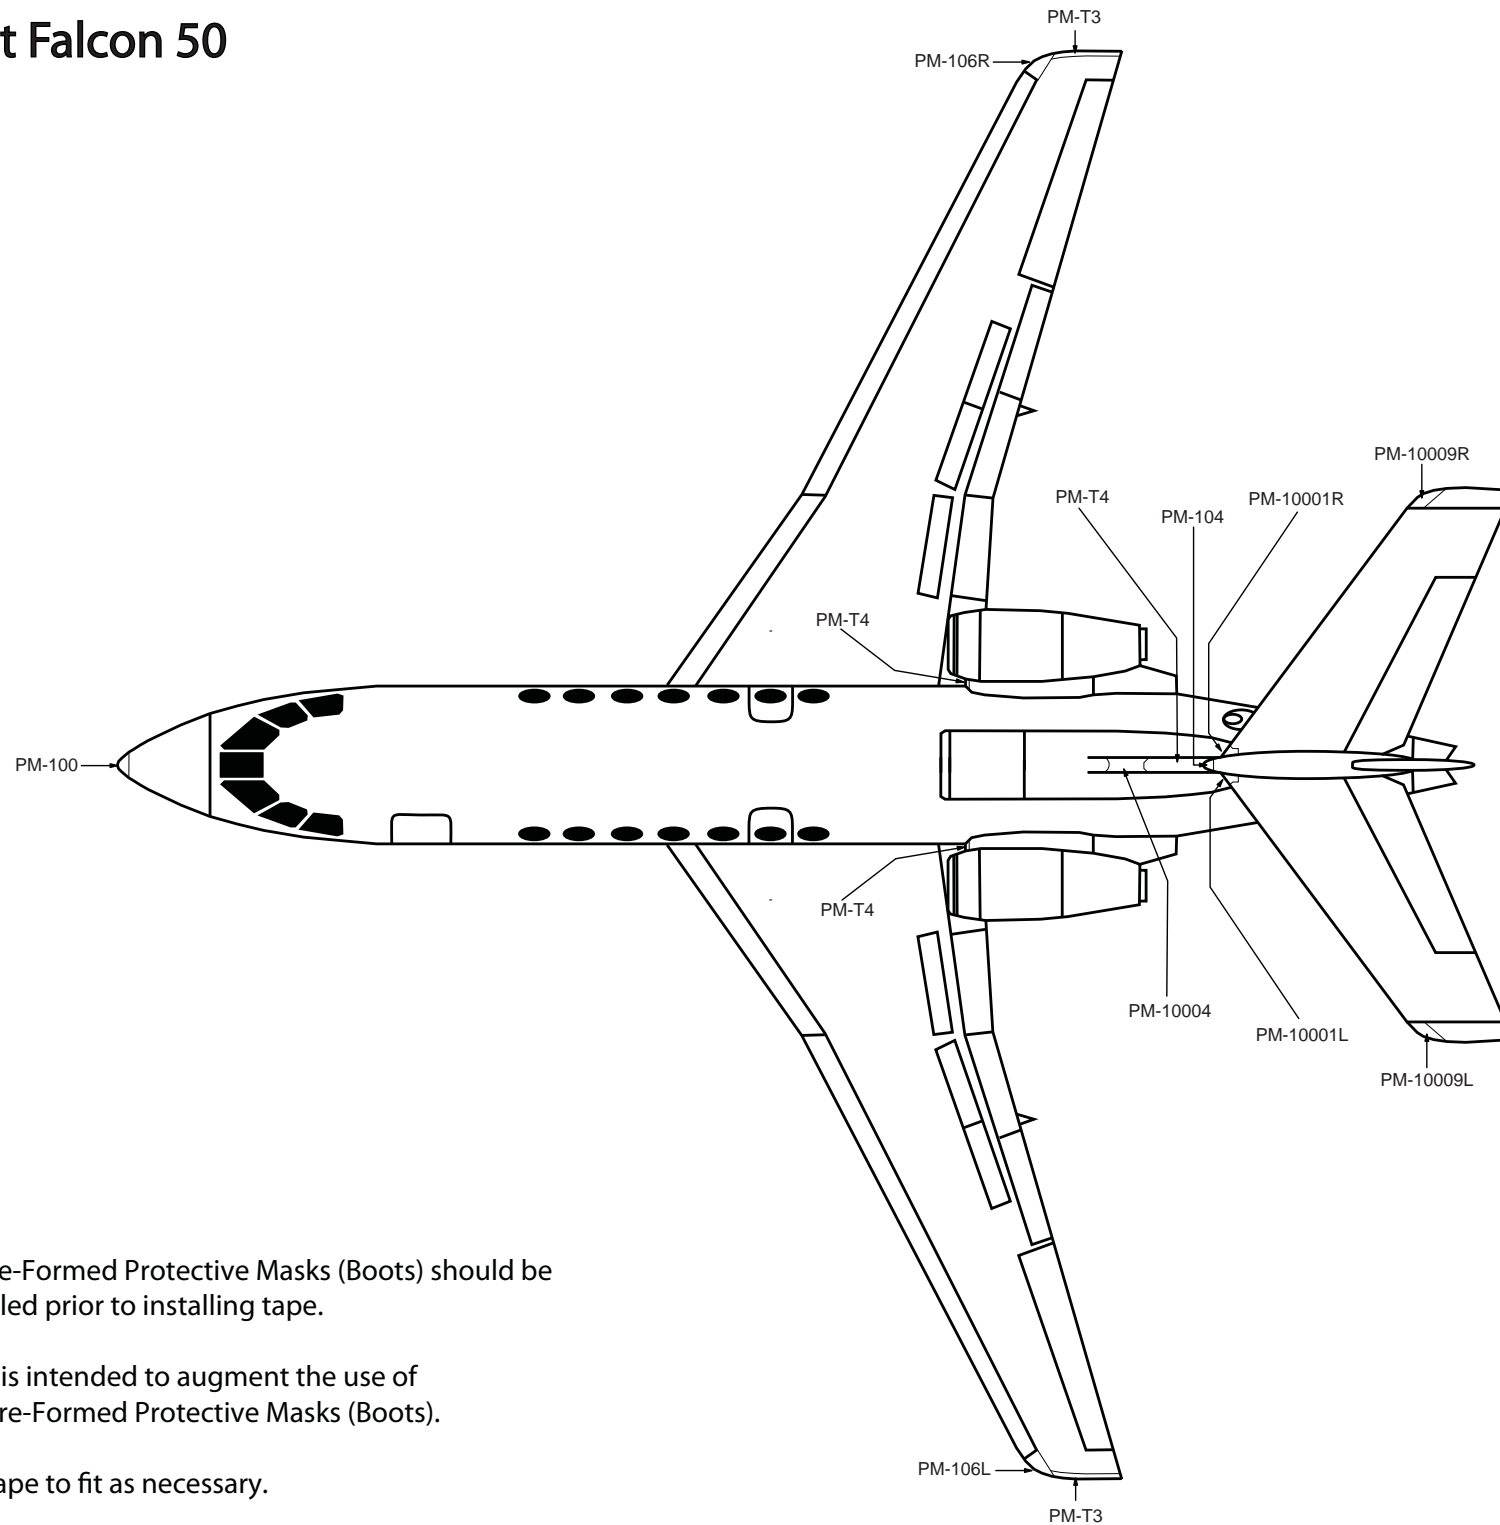 t Falcon 50
PM-T3
PM-106R
PM-10009R
PM-T4
PM-10001R
PM-104
PM-T4
PM-100
PM-T4
PM-10004
PM-10001L
PM-10009L
e-Formed Protective Masks (Boots) should be
led prior to installing tape.
is intended to augment the use of
re-Formed Protective Masks (Boots).
PM-106L
ape to fit as necessary.
PM-T3